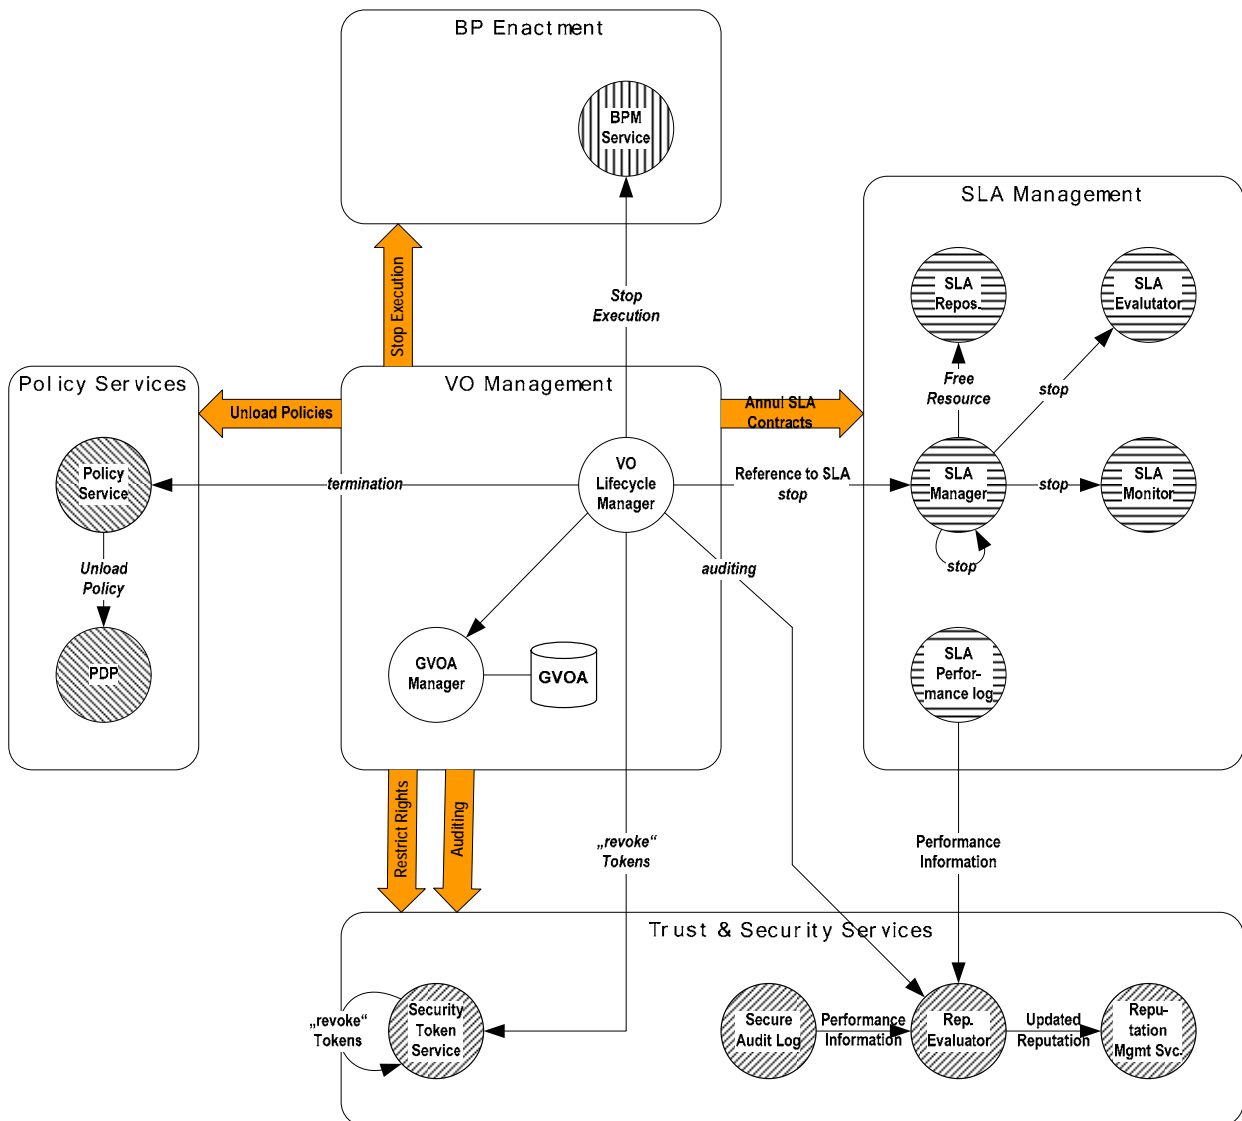 BP Enactment
BPM
Service
SLA Management
SLA
Repos.
SLA
Evalutator
Stop
Execution
Stop Execution
Free
Resource
stop
Policy Services
VO Management
Unload Policies
Annul SLA
Contracts
Policy
Service
termination
VO
Lifecycle
Manager
Reference to SLA
stop
SLA
Manager
stop
SLA
Monitor
stop
auditing
Unload
Policy
PDP
GVOA
Manager
GVOA
SLA
Perfor-
mance log
Restrict Rights
Auditing
„revoke“
Tokens
Performance
Information
Trust & Security Services
„revoke“
Tokens
Security
Token
Service
Secure
Audit Log
Performance
Information
Rep.
Evaluator
Updated
Reputation
Repu-
tation
Mgmt Svc.